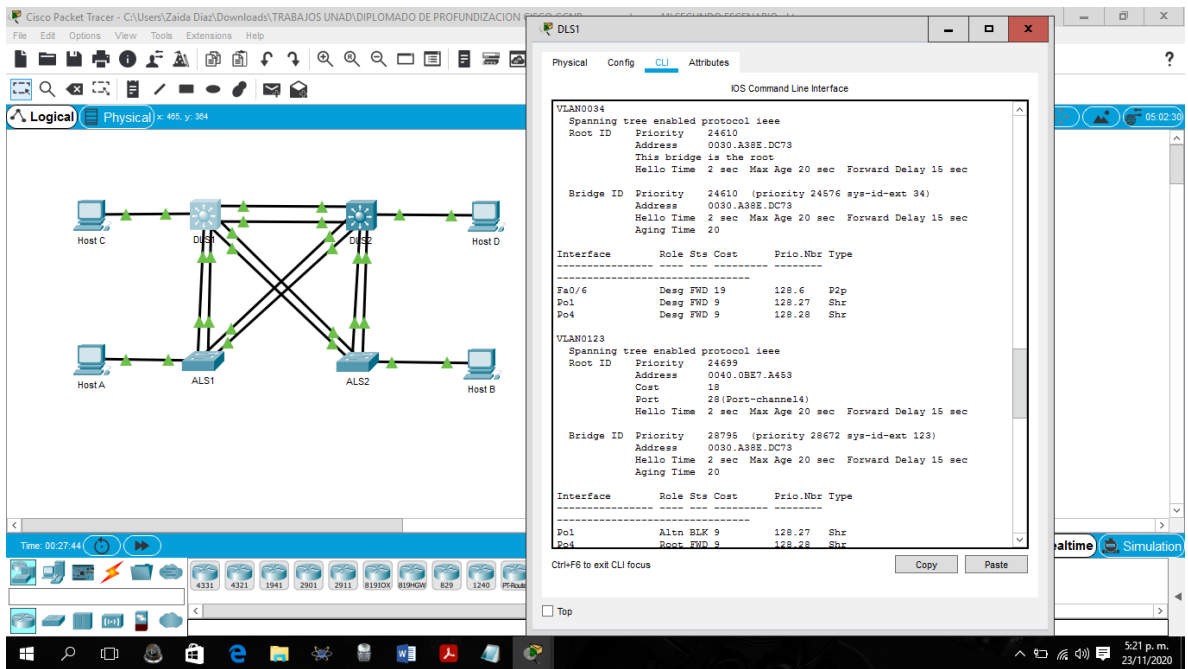 Cisco Packet Tracer - C:\Users\Zaida Diaz\Downloads\TRABAJOS UNAD\DIPLOMADO DE PROFUNDIZACION
File Edit Options View Tools Extensions Help
?
Logical Physical x: 465, y: 364
05:02:30
Host C
DLS1
DLS2
Host D
Host A
ALS1
ALS2
Host B
DLS1
Physical Config CLI Attributes
IOS Command Line Interface
VLAN0034
Spanning tree enabled protocol ieee
Root ID Priority 24610
Address 0030.A38E.DC73
This bridge is the root
Hello Time 2 sec Max Age 20 sec Forward Delay 15 sec
Bridge ID Priority 24610 (priority 24576 sys-id-ext 34)
Address 0030.A38E.DC73
Hello Time 2 sec Max Age 20 sec Forward Delay 15 sec
Aging Time 20
Interface Role Sts Cost Prio.Nbr Type
---------------- ---- --- --------- -------- 
--------------------------------
Fa0/6 Desg FWD 19 128.6 P2p
Po1 Desg FWD 9 128.27 Shr
Po4 Desg FWD 9 128.28 Shr
VLAN0123
Spanning tree enabled protocol ieee
Root ID Priority 24699
Address 0040.0BE7.A453
Cost 18
Port 28(Port-channel4)
Hello Time 2 sec Max Age 20 sec Forward Delay 15 sec
Bridge ID Priority 28795 (priority 28672 sys-id-ext 123)
Address 0030.A38E.DC73
Hello Time 2 sec Max Age 20 sec Forward Delay 15 sec
Aging Time 20
Interface Role Sts Cost Prio.Nbr Type
---------------- ---- --- --------- --------
--------------------------------
Po1 Altn BLK 9 128.27 Shr
Po4 Root FWD 9 128.28 Shr
Ctrl+F6 to exit CLI focus
Copy Paste
Top
Time: 00:27:44
ealtime Simulation
4331 4321 1941 2901 2911 819IOX 819HGW 829 1240
5:21 p. m.
23/11/2020